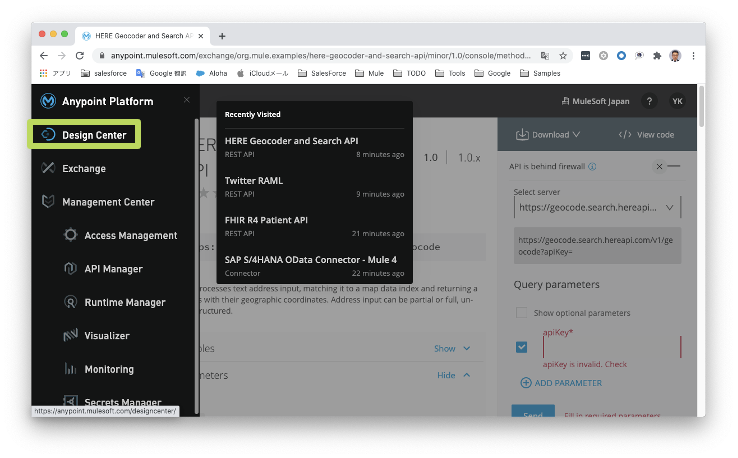 HERE Geocoder and Search AP
anypoint.mulesoft.com/exchange/org.mule.examples/here-geocoder-and-search-api/minor/1.0/console/method...
アプリ
salesforce
Google 翻訳
Aloha
iCloudメール
SalesForce
Mule
TODO
Tools
Google
Samples
Anypoint Platform
MuleSoft Japan
?
YK
Design Center
Exchange
Management Center
Access Management
API Manager
Runtime Manager
Visualizer
Monitoring
Secrets Manager
https://anypoint.mulesoft.com/designcenter/
Recently Visited
HERE Geocoder and Search API
REST API
8 minutes ago
Twitter RAML
REST API
9 minutes ago
FHIR R4 Patient API
REST API
21 minutes ago
SAP S/4HANA OData Connector - Mule 4
Connector
22 minutes ago
1.0
1.0.x
ocode
rocesses text address input, matching it to a map data index and returning a
s with their geographic coordinates. Address input can be partial or full, un-
tructured.
Show
Hide
Download
</> View code
API is behind firewall
Select server
https://geocode.search.hereapi...
https://geocode.search.hereapi.com/v1/ge
ocode?apiKey=
Query parameters
Show optional parameters
apiKey*
apiKey is invalid. Check
ADD PARAMETER
Send
Fill in required parameters